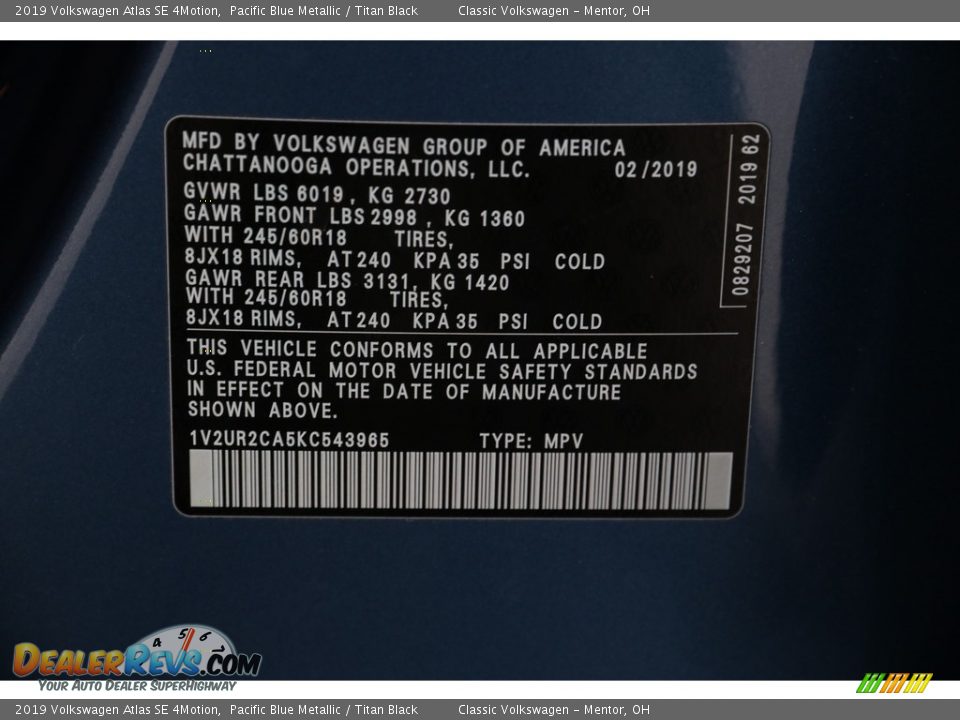 2019 Volkswagen Atlas SE 4Motion, Pacific Blue Metallic / Titan Black Classic Volkswagen - Mentor, OH
MFD BY VOLKSWAGEN GROUP OF AMERICA
CHATTANOOGA OPERATIONS, LLC. 02/2019
GVWR LBS 6019, KG 2730
GAWR FRONT LBS 2998, KG 1360
WITH 245/60R18 TIRES,
8JX18 RIMS, AT 240 KPA 35 PSI COLD
GAWR REAR LBS 3131, KG 1420
WITH 245/60R18 TIRES,
8JX18 RIMS, AT 240 KPA 35 PSI COLD
THIS VEHICLE CONFORMS TO ALL APPLICABLE
U.S. FEDERAL MOTOR VEHICLE SAFETY STANDARDS
IN EFFECT ON THE DATE OF MANUFACTURE
SHOWN ABOVE.
1V2UR2CA5KC543965 TYPE: MPV
0829207 2019 62
4 5 6
DEALERREVS.COM
YOUR AUTO DEALER SUPERHIGHWAY
2019 Volkswagen Atlas SE 4Motion, Pacific Blue Metallic / Titan Black Classic Volkswagen - Mentor, OH